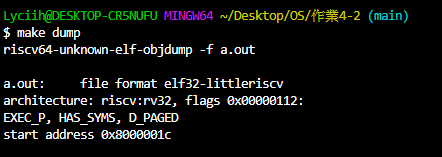 Lyciih@DESKTOP-CR5NUFU MINGW64 ~/Desktop/OS/作業4-2 (main)
$ make dump
riscv64-unknown-elf-objdump -f a.out
a.out:     file format elf32-littleriscv
architecture: riscv:rv32, flags 0x00000112:
EXEC_P, HAS_SYMS, D_PAGED
start address 0x8000001c